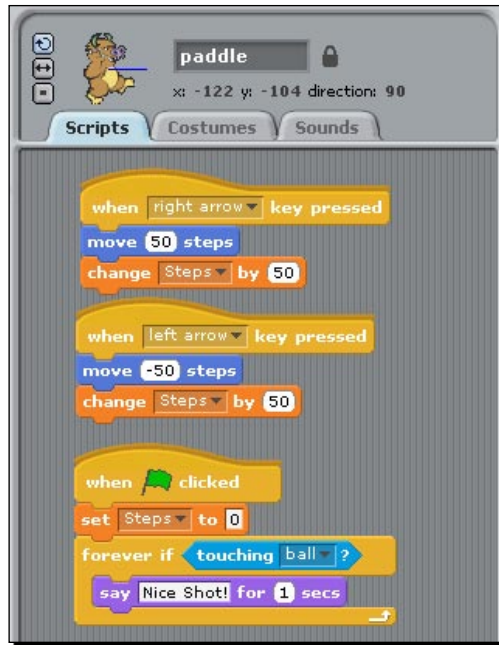 paddle
x: -122 y: -104 direction: 90
Scripts Costumes Sounds
when right arrow key pressed
move 50 steps
change Steps by 50
when left arrow key pressed
move -50 steps
change Steps by 50
when clicked
set Steps to 0
forever if touching ball ?
say Nice Shot! for 1 secs